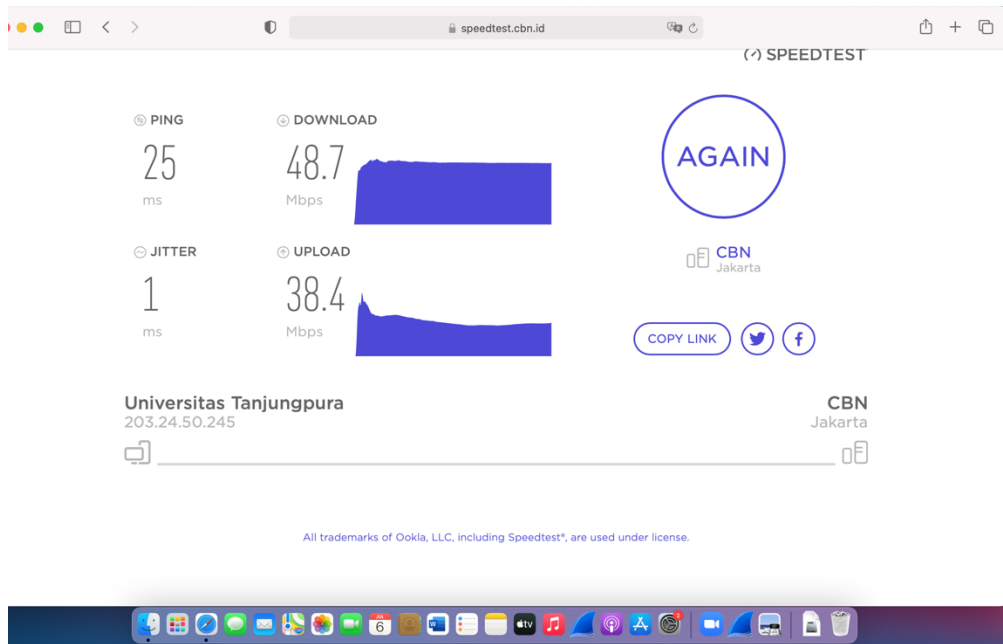 speedtest.cbn.id
SPEEDTEST
PING
25
ms
DOWNLOAD
48.7
Mbps
AGAIN
JITTER
1
ms
UPLOAD
38.4
Mbps
CBN
Jakarta
COPY LINK
Universitas Tanjungpura
203.24.50.245
CBN
Jakarta
All trademarks of Ookla, LLC, including Speedtest®, are used under license.
6
tv